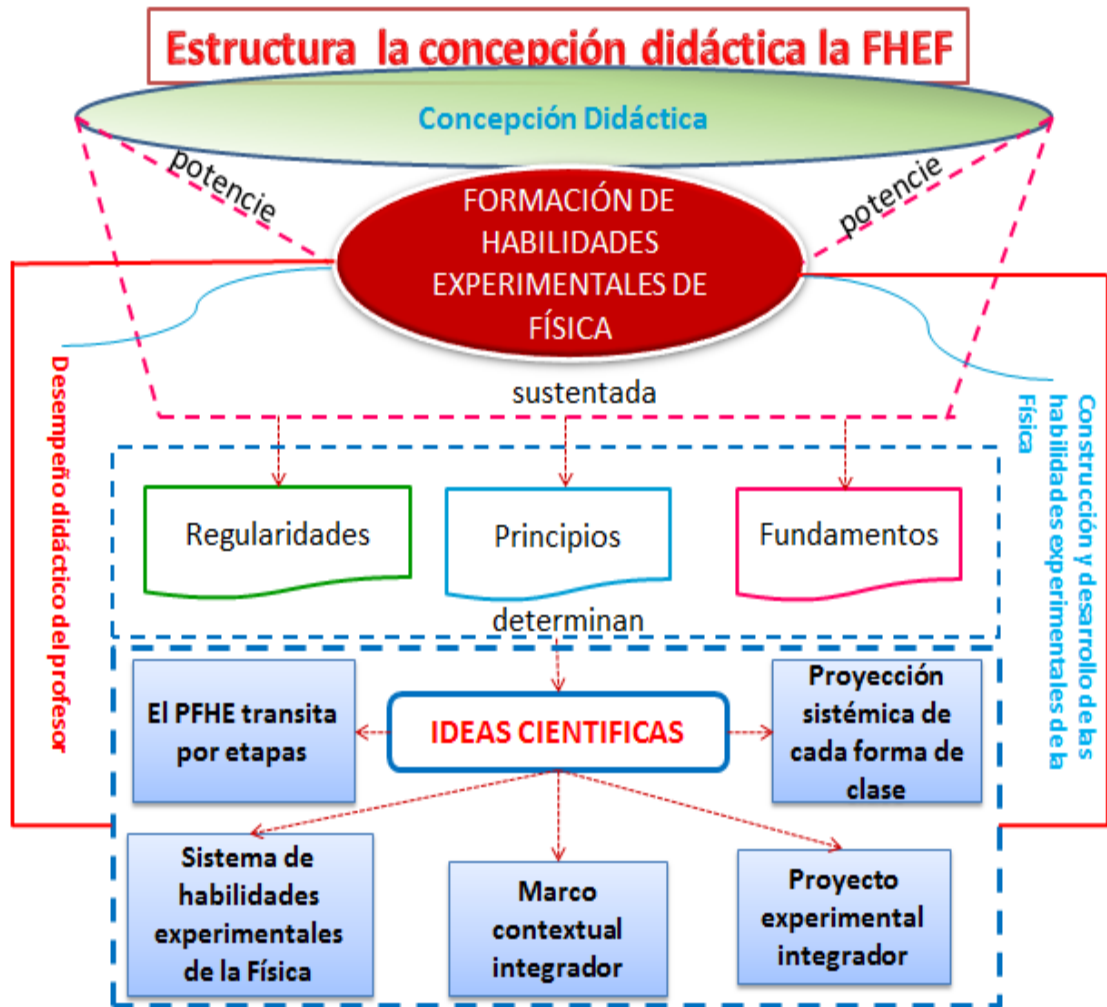 Estructura la concepción didáctica la FHEF
Concepción Didáctica
potencie
potencie
FORMACIÓN DE
HABILIDADES
EXPERIMENTALES DE
FÍSICA
sustentada
Desempeño didáctico del profesor
Construcción y desarrollo de las
habilidades experimentales de la
Física
Regularidades
Principios
Fundamentos
determinan
El PFHE transita
por etapas
IDEAS CIENTIFICAS
Proyección
sistémica de
cada forma de
clase
Sistema de
habilidades
experimentales
de la Física
Marco
contextual
integrador
Proyecto
experimental
integrador